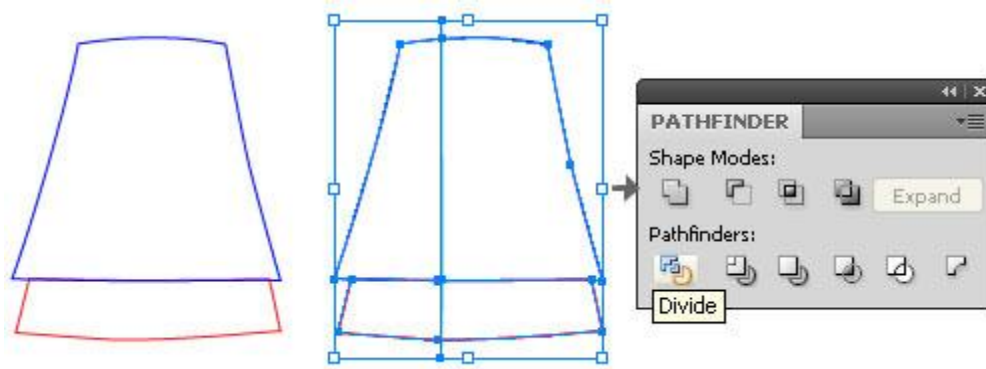 PATHFINDER
Shape Modes:
Expand
Pathfinders:
Divide